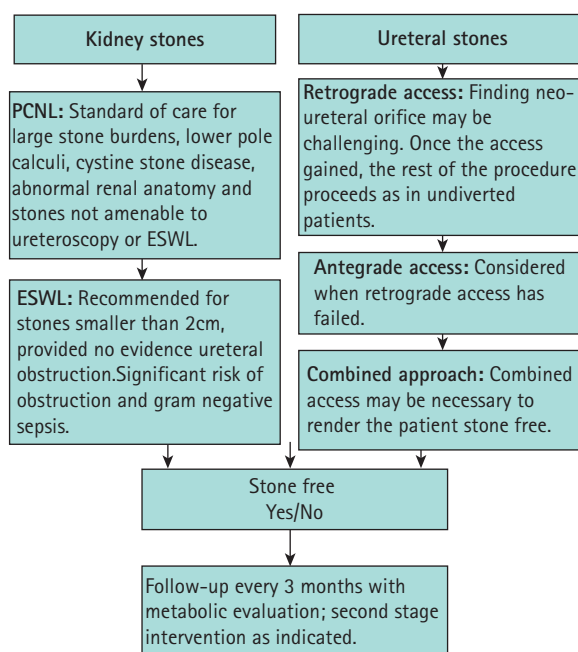 Kidney stones
PCNL: Standard of care for
large stone burdens, lower pole
calculi, cystine stone disease,
abnormal renal anatomy and
stones not amenable to
ureteroscopy or ESWL.
ESWL: Recommended for
stones smaller than 2cm,
provided no evidence ureteral
obstruction.Significant risk of
obstruction and gram negative
sepsis.
Ureteral stones
Retrograde access: Finding neo-
ureteral orifice may be
challenging. Once the access
gained, the rest of the procedure
proceeds as in undiverted
patients.
Antegrade access: Considered
when retrograde access has
failed.
Combined approach: Combined
access may be necessary to
render the patient stone free.
Stone free
Yes/No
Follow-up every 3 months with
metabolic evaluation; second stage
intervention as indicated.